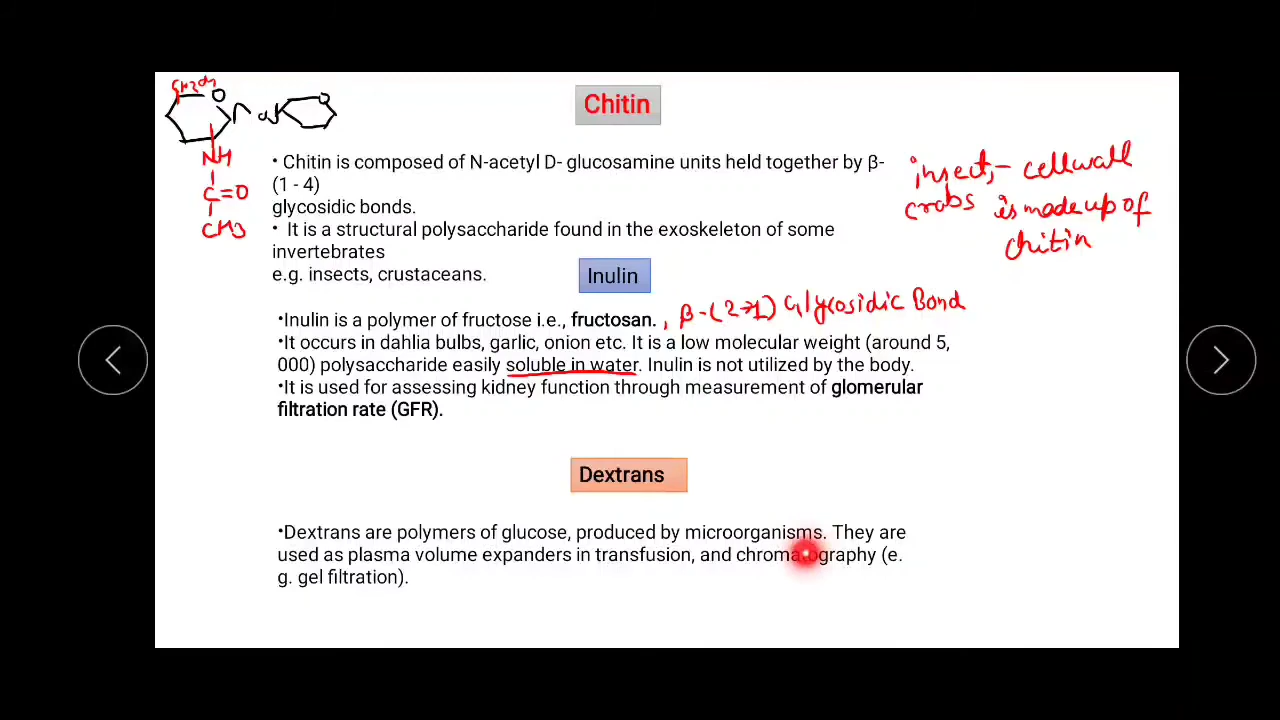 Chitin
• Chitin is composed of N-acetyl D- glucosamine units held together by β-
(1 - 4)
glycosidic bonds.
• It is a structural polysaccharide found in the exoskeleton of some
invertebrates
e.g. insects, crustaceans.
CH2OH
O
O
NH
C=O
CH3
insect,- cellwall
crabs is made up of
chitin
Inulin
•Inulin is a polymer of fructose i.e., fructosan. , β-(2→1) Glycosidic Bond
•It occurs in dahlia bulbs, garlic, onion etc. It is a low molecular weight (around 5,
000) polysaccharide easily soluble in water. Inulin is not utilized by the body.
•It is used for assessing kidney function through measurement of glomerular
filtration rate (GFR).
Dextrans
•Dextrans are polymers of glucose, produced by microorganisms. They are
used as plasma volume expanders in transfusion, and chromatography (e.
g. gel filtration).